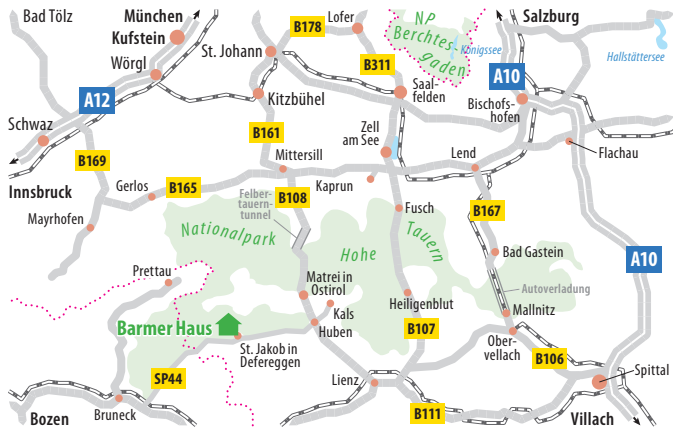 Bad Tölz
München
Kufstein
Wörgl
A12
Schwaz
Innsbruck
B169
Mayrhofen
Gerlos
B165
St. Johann
B178
Lofer
B311
Kitzbühel
B161
Mittersill
B108
Felber-
tauern-
tunnel
NP
Berchtes-
gaden
Königssee
Saal-
felden
Zell
am See
Kaprun
Salzburg
Hallstättersee
A10
Bischofs-
hofen
Flachau
Lend
B167
Fusch
Nationalpark
Hohe
Tauern
Bad Gastein
A10
Autoverladung
Mallnitz
Prettau
Matrei in
Osttirol
Kals
Huben
Heiligenblut
B107
Barmer Haus
St. Jakob in
Defereggen
SP44
Ober-
vellach
B106
Spittal
Lienz
B111
Villach
Bozen
Bruneck